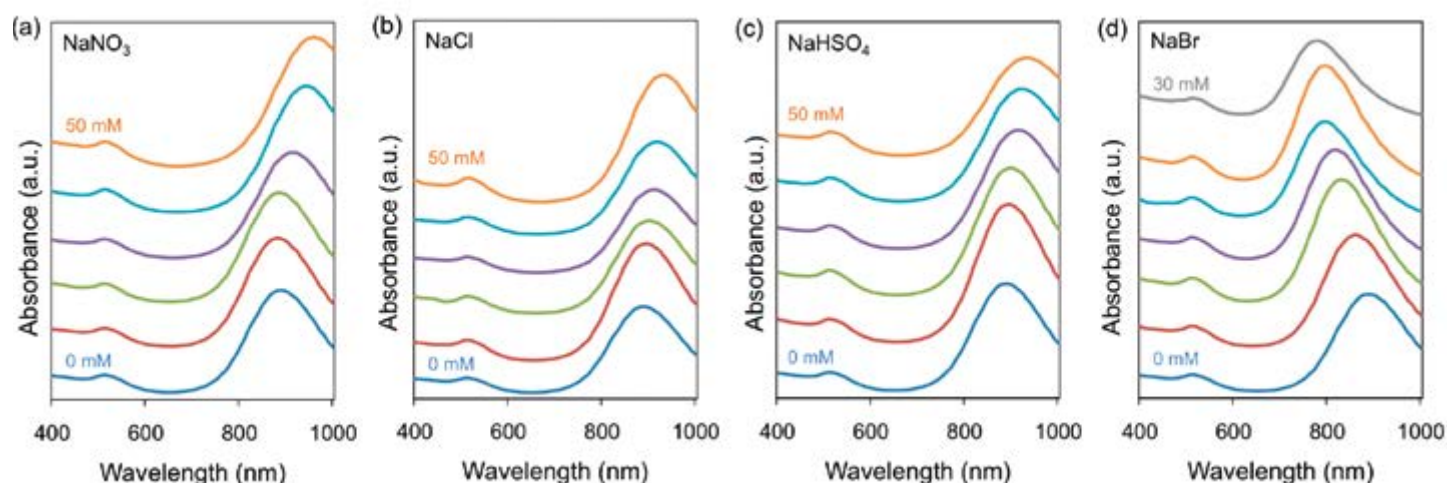 (a) NaNO₃
50 mM
0 mM
Absorbance (a.u.)
400 600 800 1000
Wavelength (nm)
(b) NaCl
50 mM
0 mM
Absorbance (a.u.)
400 600 800 1000
Wavelength (nm)
(c) NaHSO₄
50 mM
0 mM
Absorbance (a.u.)
400 600 800 1000
Wavelength (nm)
(d) NaBr
30 mM
0 mM
Absorbance (a.u.)
400 600 800 1000
Wavelength (nm)